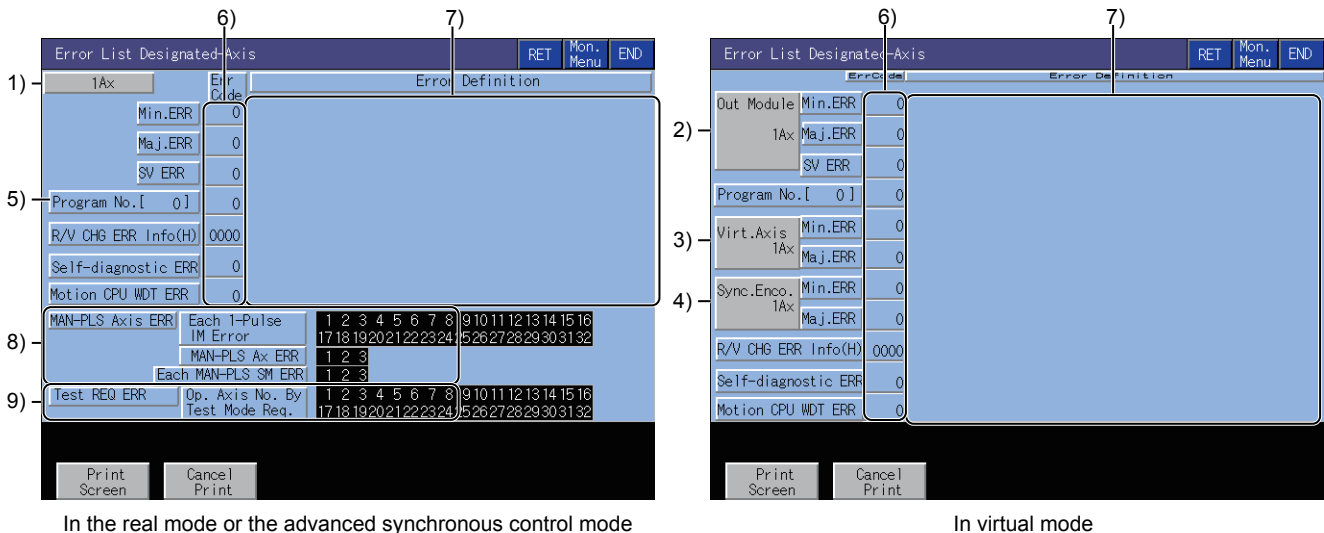 6)
7)
Error List Designated-Axis
RET
Mon. Menu
END
1)
1Ax
Err Code
Error Definition
Min.ERR 0
Maj.ERR 0
SV ERR 0
5)
Program No.[ 0] 0
R/V CHG ERR Info(H) 0000
Self-diagnostic ERR 0
Motion CPU WDT ERR 0
8)
MAN-PLS Axis ERR
Each 1-Pulse IM Error
1 2 3 4 5 6 7 8 9 10 11 12 13 14 15 16
17 18 19 20 21 22 23 24 25 26 27 28 29 30 31 32
MAN-PLS Ax ERR 1 2 3
Each MAN-PLS SM ERR 1 2 3
9)
Test REQ ERR
Op. Axis No. By Test Mode Req.
1 2 3 4 5 6 7 8 9 10 11 12 13 14 15 16
17 18 19 20 21 22 23 24 25 26 27 28 29 30 31 32
Print Screen
Cancel Print
In the real mode or the advanced synchronous control mode
6)
7)
Error List Designated-Axis
RET
Mon. Menu
END
ErrCode
Error Definition
2)
Out Module 1Ax
Min.ERR 0
Maj.ERR 0
SV ERR 0
Program No.[ 0] 0
3)
Virt.Axis 1Ax
Min.ERR 0
Maj.ERR 0
4)
Sync.Enco. 1Ax
Min.ERR 0
Maj.ERR 0
R/V CHG ERR Info(H) 0000
Self-diagnostic ERR 0
Motion CPU WDT ERR 0
Print Screen
Cancel Print
In virtual mode